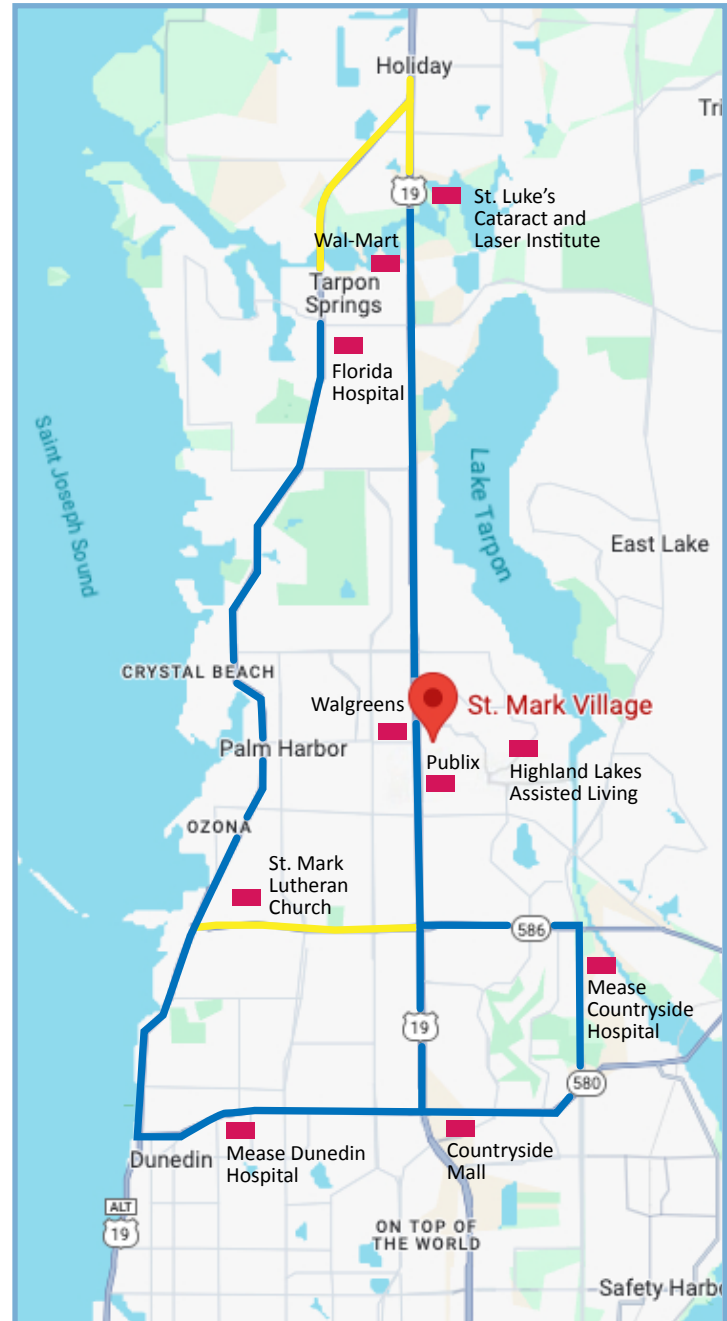 Holiday
Tri
19
St. Luke’s
Cataract and
Laser Institute
Wal-Mart
Tarpon
Springs
Florida
Hospital
Saint Joseph Sound
Lake Tarpon
East Lake
CRYSTAL BEACH
Walgreens
St. Mark Village
Palm Harbor
Publix
Highland Lakes
Assisted Living
OZONA
St. Mark
Lutheran
Church
586
Mease
Countryside
Hospital
19
580
Dunedin
Mease Dunedin
Hospital
Countryside
Mall
ALT
19
ON TOP OF
THE WORLD
Safety Harbo